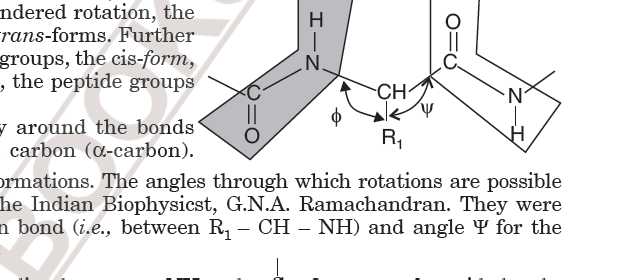 ndered rotation, the
trans-forms. Further
groups, the cis-form,
, the peptide groups
y around the bonds
carbon (α-carbon).
H
N
C
O
CH
R1
ϕ
ψ
O
C
N
H
ormations. The angles through which rotations are possible
he Indian Biophysicst, G.N.A. Ramachandran. They were
n bond (i.e., between R1 – CH – NH) and angle Ψ for the